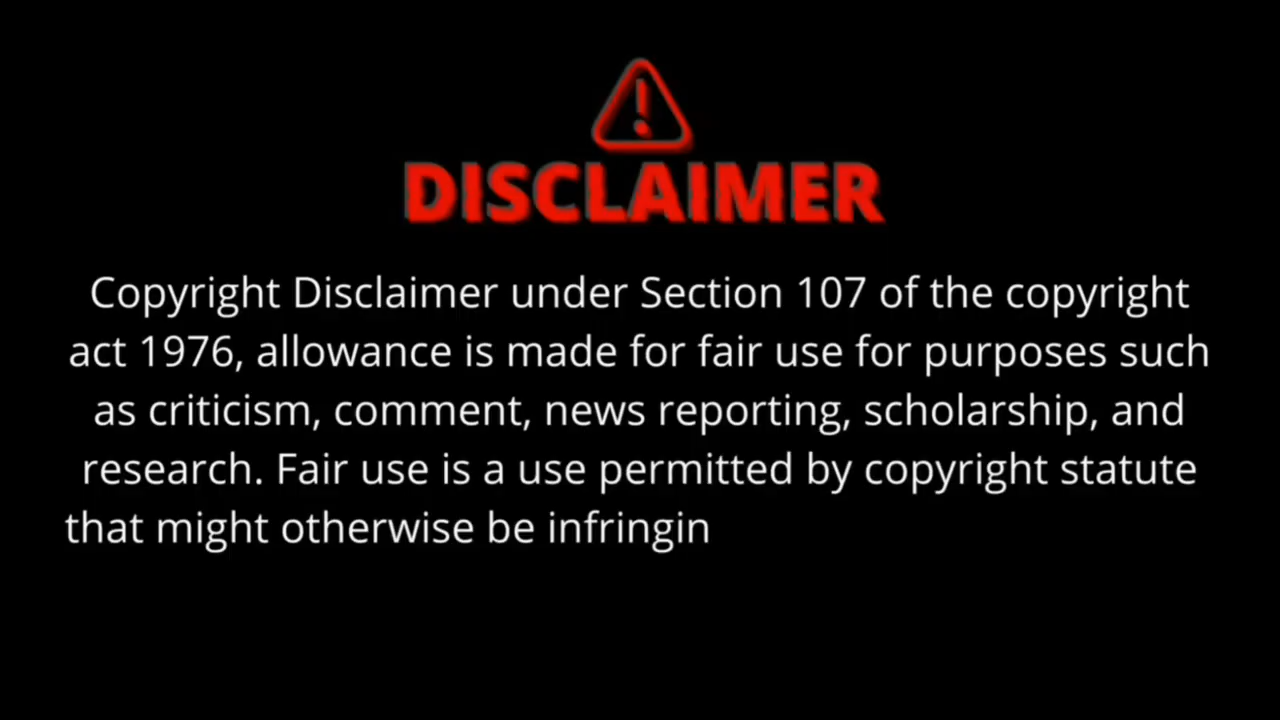 DISCLAIMER
Copyright Disclaimer under Section 107 of the copyright
act 1976, allowance is made for fair use for purposes such
as criticism, comment, news reporting, scholarship, and
research. Fair use is a use permitted by copyright statute
that might otherwise be infringin